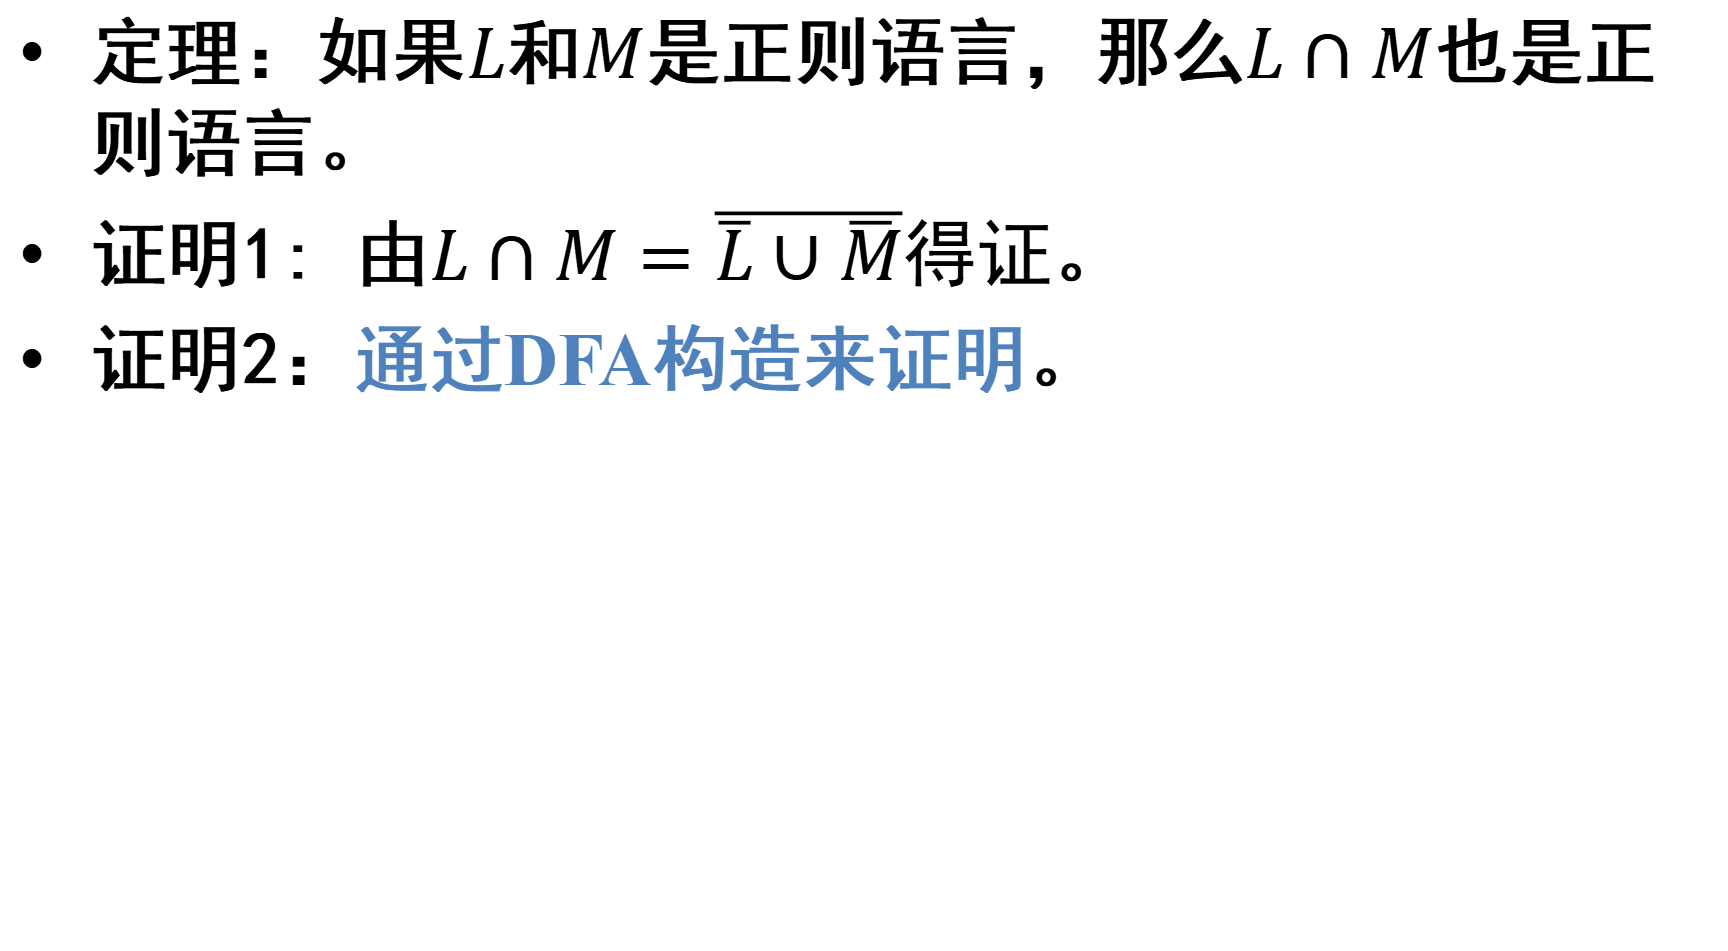 • 定理：如果L和M是正则语言，那么L ∩ M也是正
则语言。
• 证明1: 由L ∩ M = \overline{\overline{L} ∪ \overline{M}}得证。
• 证明2：通过DFA构造来证明。